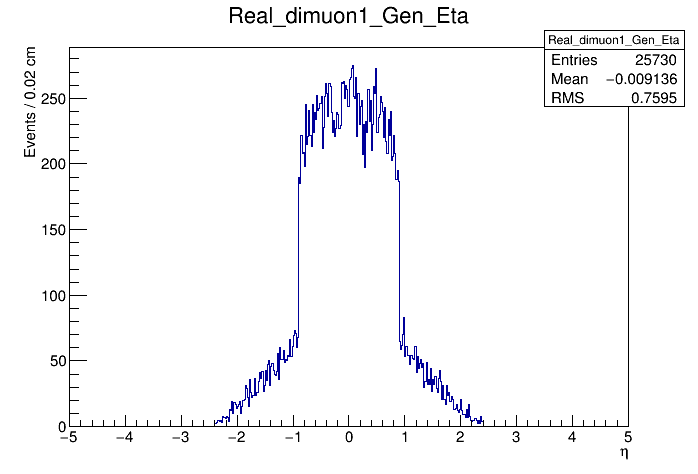 Real_dimuon1_Gen_Eta
Real_dimuon1_Gen_Eta
Entries 25730
Mean −0.009136
RMS 0.7595
Events / 0.02 cm
250
200
150
100
50
0
−5 −4 −3 −2 −1 0 1 2 3 4 5
η